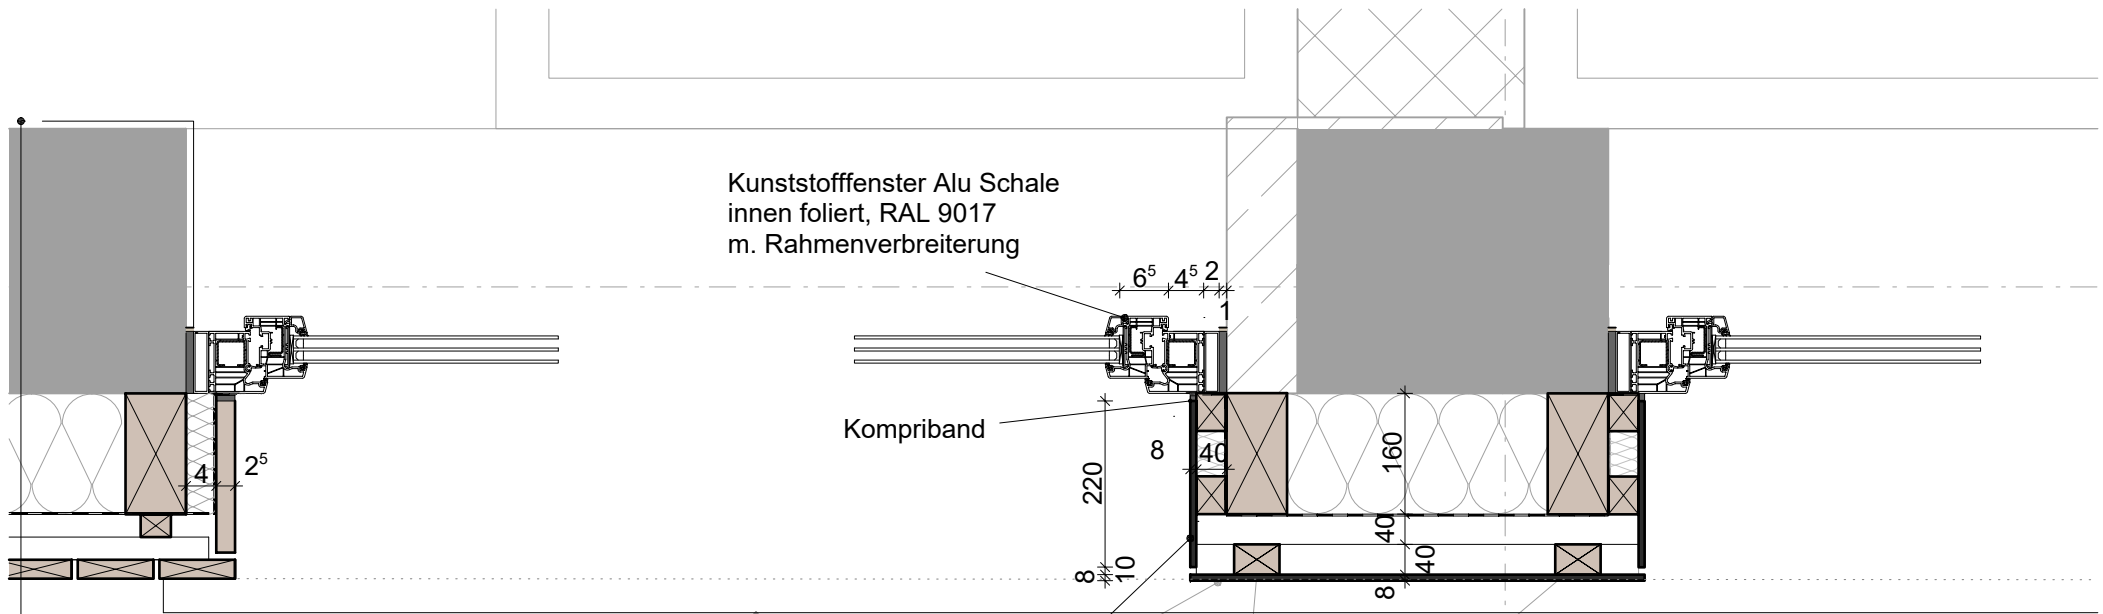 Kunststofffenster Alu Schale
innen foliert, RAL 9017
m. Rahmenverbreiterung
6⁵ 4⁵ 2
1
Kompriband
4 2⁵
8 40
220
160
40
40
8 10
8